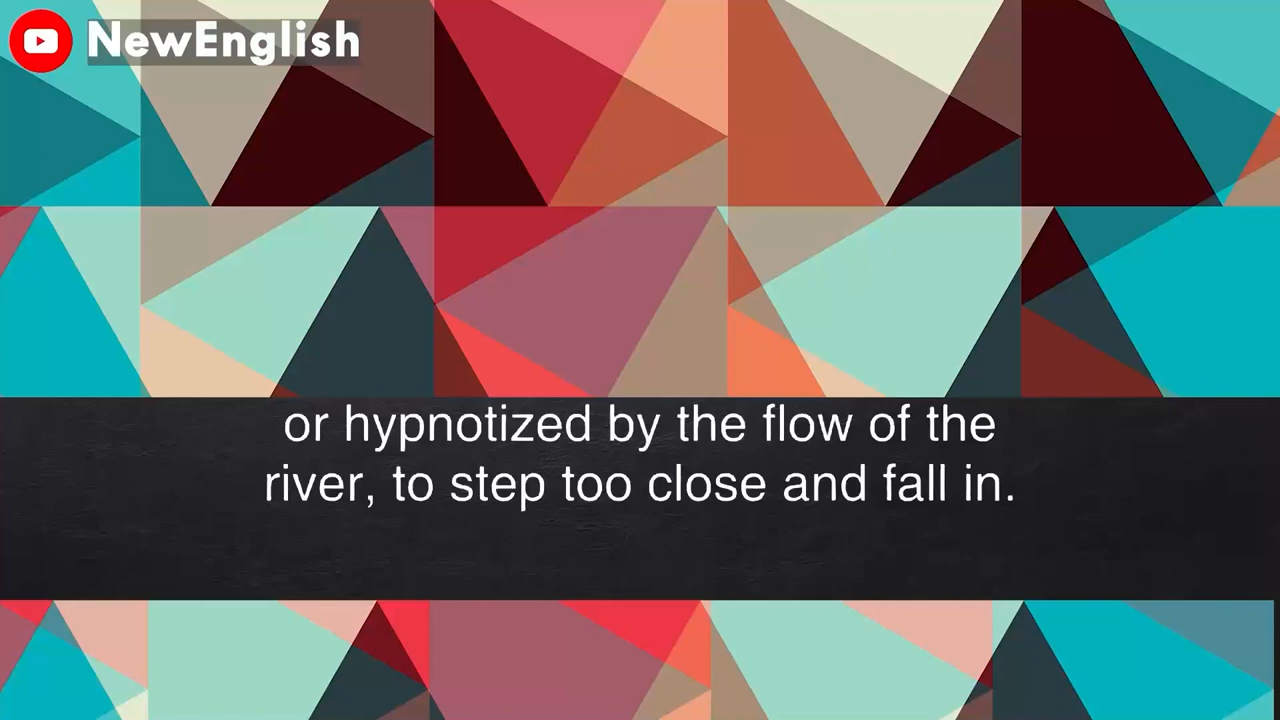 NewEnglish
or hypnotized by the flow of the
river, to step too close and fall in.